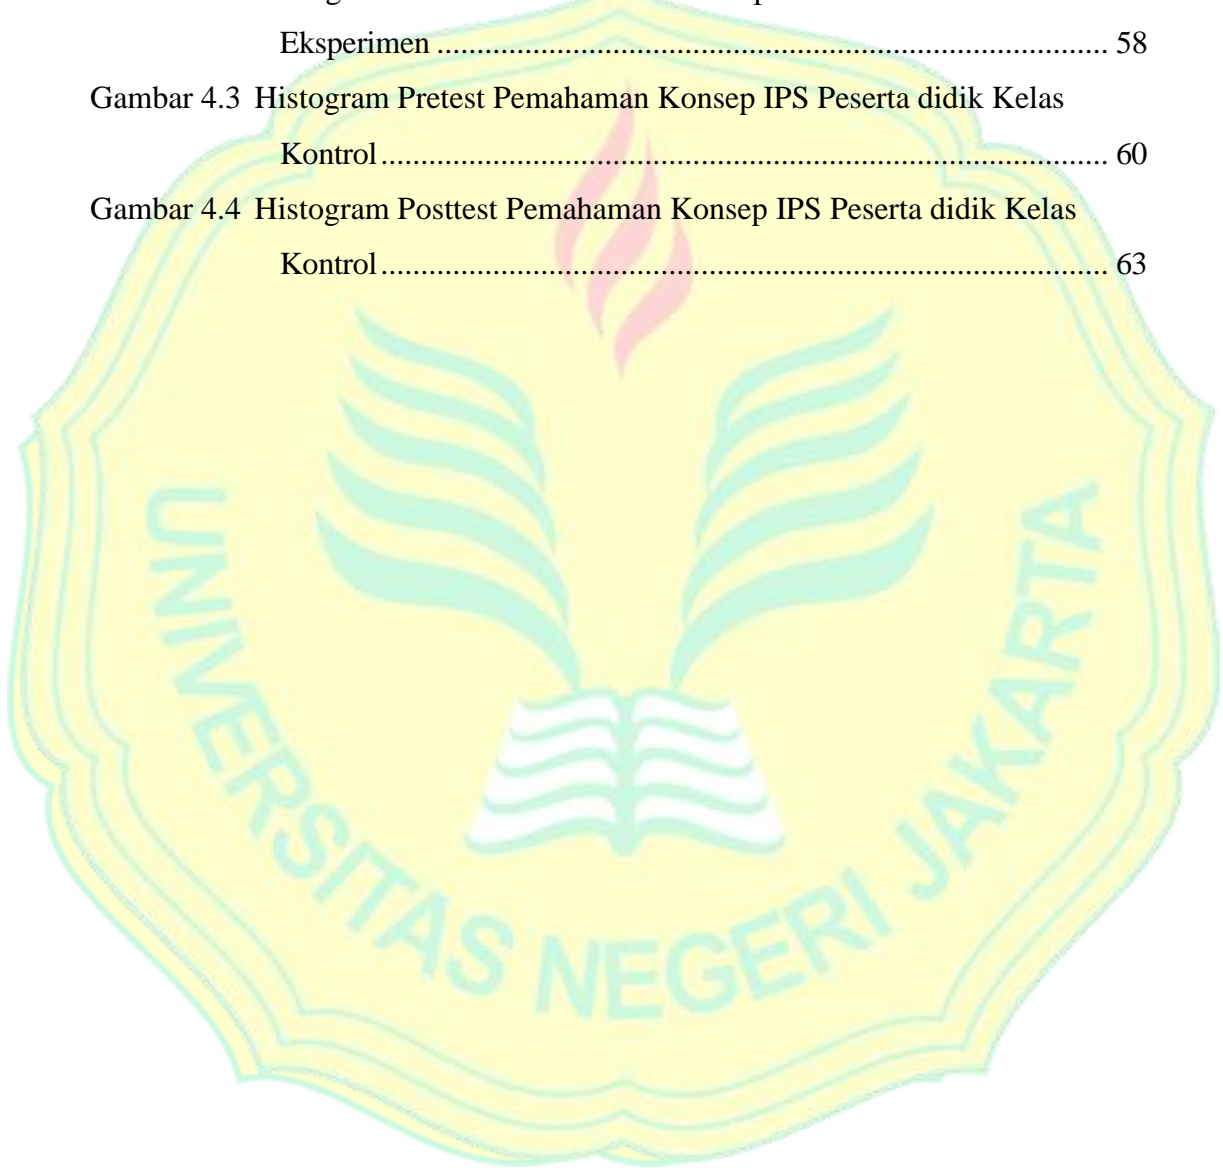 Eksperimen ................................................................................... 58
Gambar 4.3 Histogram Pretest Pemahaman Konsep IPS Peserta didik Kelas
Kontrol .......................................................................................... 60
Gambar 4.4 Histogram Posttest Pemahaman Konsep IPS Peserta didik Kelas
Kontrol .......................................................................................... 63
UNIVERSITAS NEGERI JAKARTA